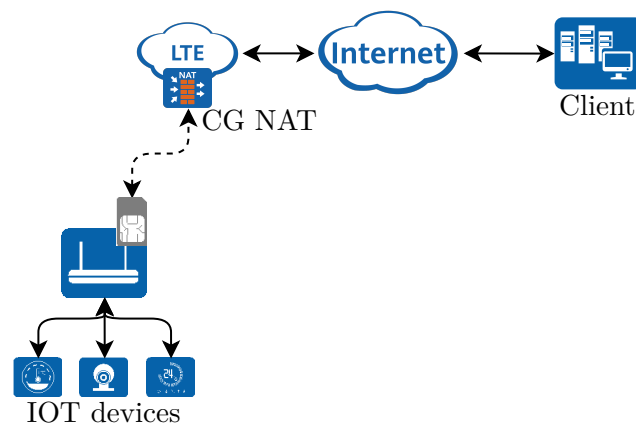 LTE
Internet
NAT
CG NAT
Client
24
IOT devices